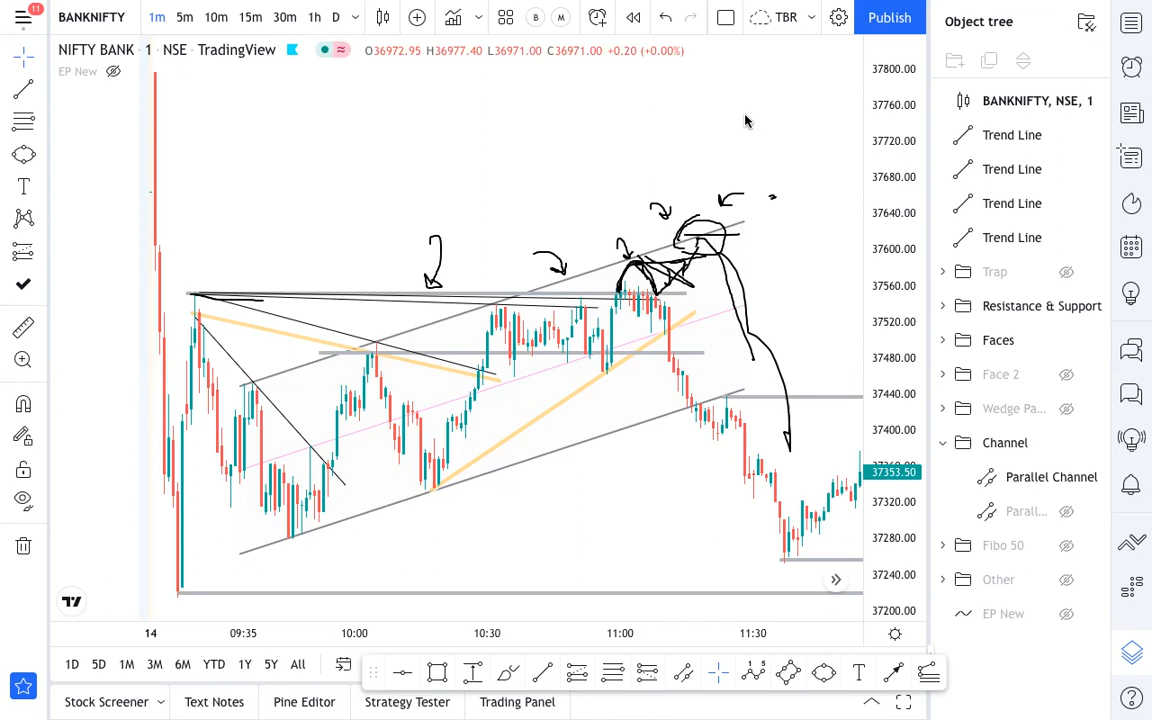 11
BANKNIFTY 1m 5m 10m 15m 30m 1h D B M TBR Publish
Object tree
NIFTY BANK · 1 · NSE · TradingView O36972.95 H36977.40 L36971.00 C36971.00 +0.20 (+0.00%)
EP New
37800.00
37760.00
37720.00
37680.00
37640.00
37600.00
37560.00
37520.00
37480.00
37440.00
37400.00
37353.50
37320.00
37280.00
37240.00
37200.00
14 09:35 10:00 10:30 11:00 11:30
BANKNIFTY, NSE, 1
Trend Line
Trend Line
Trend Line
Trend Line
Trap
Resistance & Support
Faces
Face 2
Wedge Pa...
Channel
Parallel Channel
Parall...
Fibo 50
Other
EP New
1D 5D 1M 3M 6M YTD 1Y 5Y All
T
T
Stock Screener Text Notes Pine Editor Strategy Tester Trading Panel